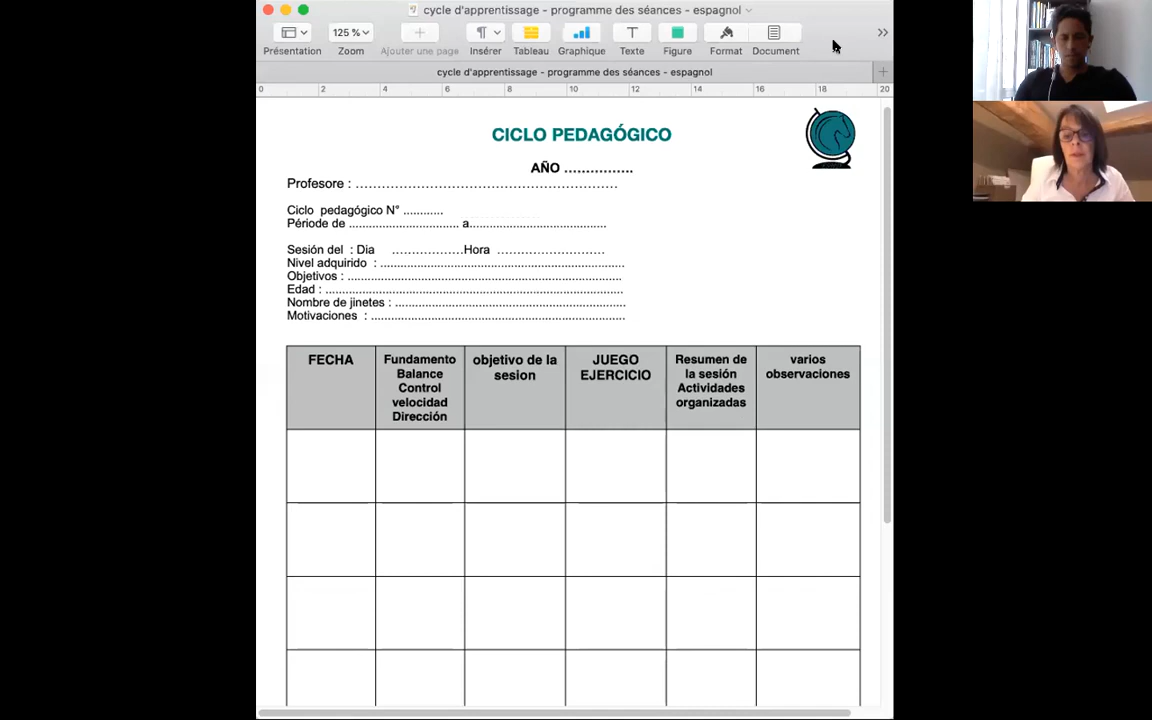 cycle d'apprentissage - programme des séances - espagnol
125 %
Présentation Zoom Ajouter une page Insérer Tableau Graphique Texte Figure Format Document
cycle d'apprentissage - programme des séances - espagnol
0 2 4 6 8 10 12 14 16 18 20
CICLO PEDAGÓGICO
AÑO ................
Profesore : ............................................................
Ciclo pedagógico N° ............
Période de ................................. a.........................................
Sesión del : Dia ..................Hora ...........................
Nivel adquirido : .........................................................................
Objetivos : ..................................................................................
Edad : ........................................................................................
Nombre de jinetes : .....................................................................
Motivaciones : ............................................................................
FECHA
Fundamento
Balance
Control
velocidad
Dirección
objetivo de la
sesion
JUEGO
EJERCICIO
Resumen de
la sesión
Actividades
organizadas
varios
observaciones